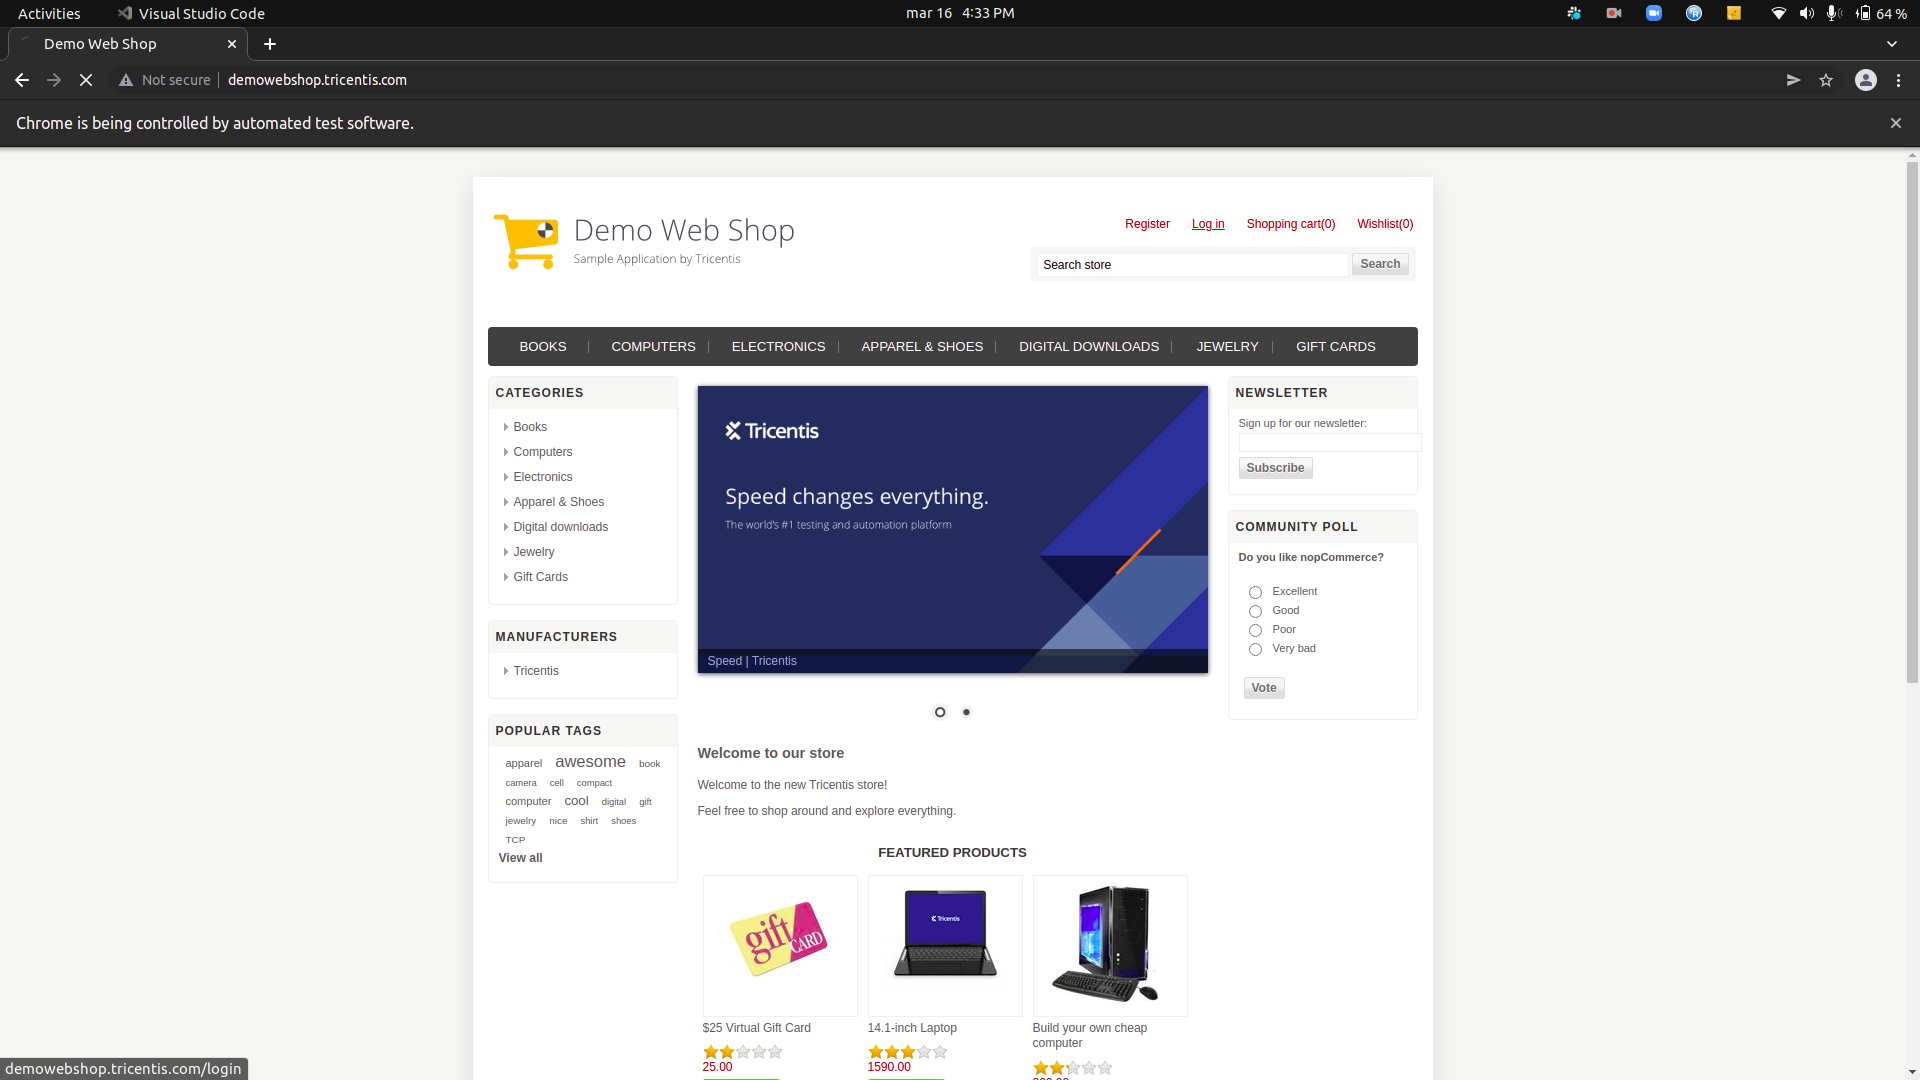 Activities
Visual Studio Code
mar 16 4:33 PM
64 %
Demo Web Shop
Not secure
demowebshop.tricentis.com
Chrome is being controlled by automated test software.
Demo Web Shop
Sample Application by Tricentis
Register
Log in
Shopping cart(0)
Wishlist(0)
Search store
Search
BOOKS
COMPUTERS
ELECTRONICS
APPAREL & SHOES
DIGITAL DOWNLOADS
JEWELRY
GIFT CARDS
CATEGORIES
Books
Computers
Electronics
Apparel & Shoes
Digital downloads
Jewelry
Gift Cards
MANUFACTURERS
Tricentis
POPULAR TAGS
apparel awesome book
camera cell compact
computer cool digital gift
jewelry nice shirt shoes
TCP
View all
Tricentis
Speed changes everything.
The world's #1 testing and automation platform
Speed | Tricentis
Welcome to our store
Welcome to the new Tricentis store!
Feel free to shop around and explore everything.
FEATURED PRODUCTS
gift CARD
$25 Virtual Gift Card
25.00
Tricentis
14.1-inch Laptop
1590.00
Build your own cheap
computer
NEWSLETTER
Sign up for our newsletter:
Subscribe
COMMUNITY POLL
Do you like nopCommerce?
Excellent
Good
Poor
Very bad
Vote
demowebshop.tricentis.com/login